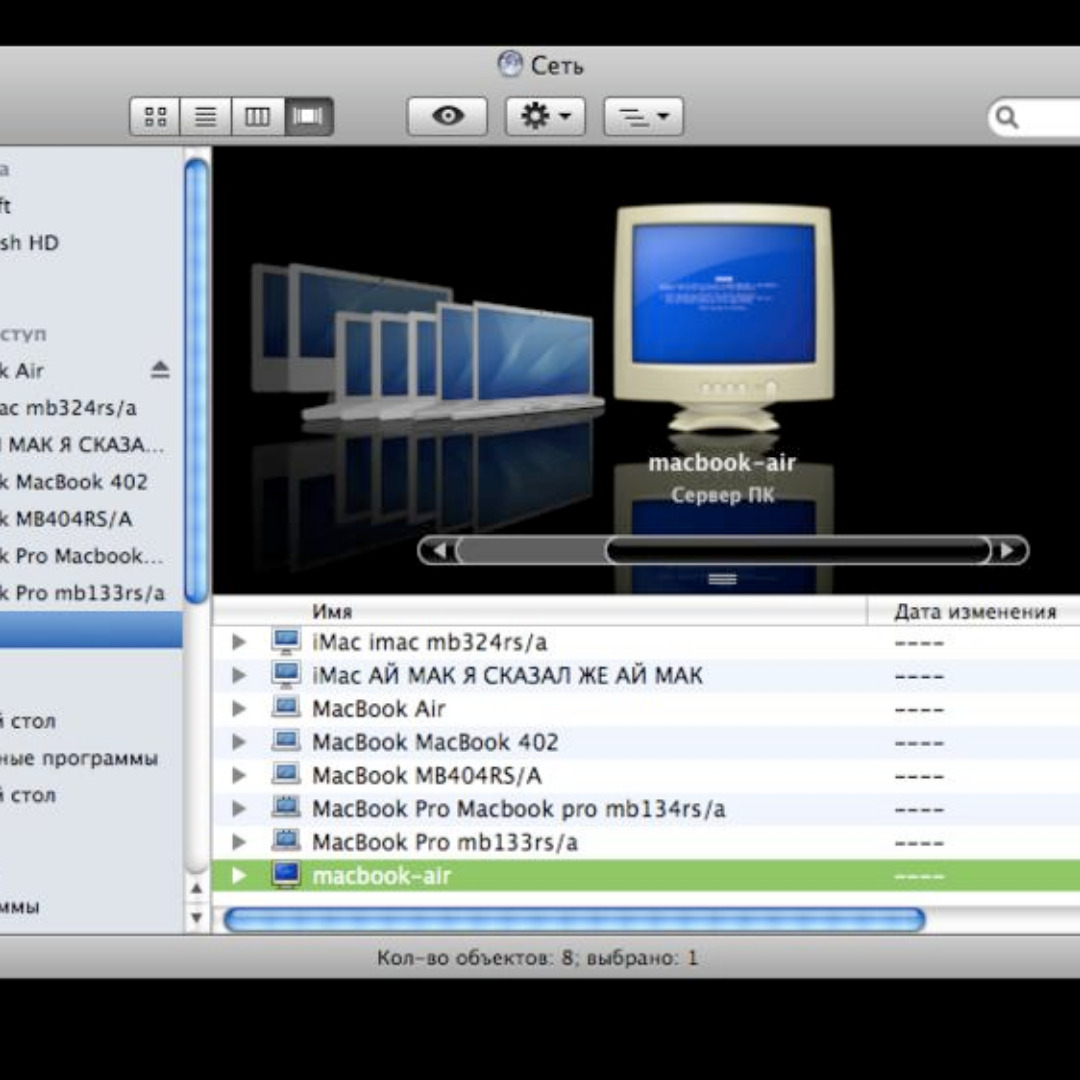 Сеть
а
ft
sh HD
ступ
k Air
ac mb324rs/a
МАК Я СКАЗА...
k MacBook 402
k MB404RS/A
k Pro Macbook...
k Pro mb133rs/a
й стол
ные программы
й стол
ммы
macbook-air
Сервер ПК
Имя Дата изменения
iMac imac mb324rs/a ----
iMac АЙ МАК Я СКАЗАЛ ЖЕ АЙ МАК ----
MacBook Air ----
MacBook MacBook 402 ----
MacBook MB404RS/A ----
MacBook Pro Macbook pro mb134rs/a ----
MacBook Pro mb133rs/a ----
macbook-air ----
Кол-во объектов: 8; выбрано: 1